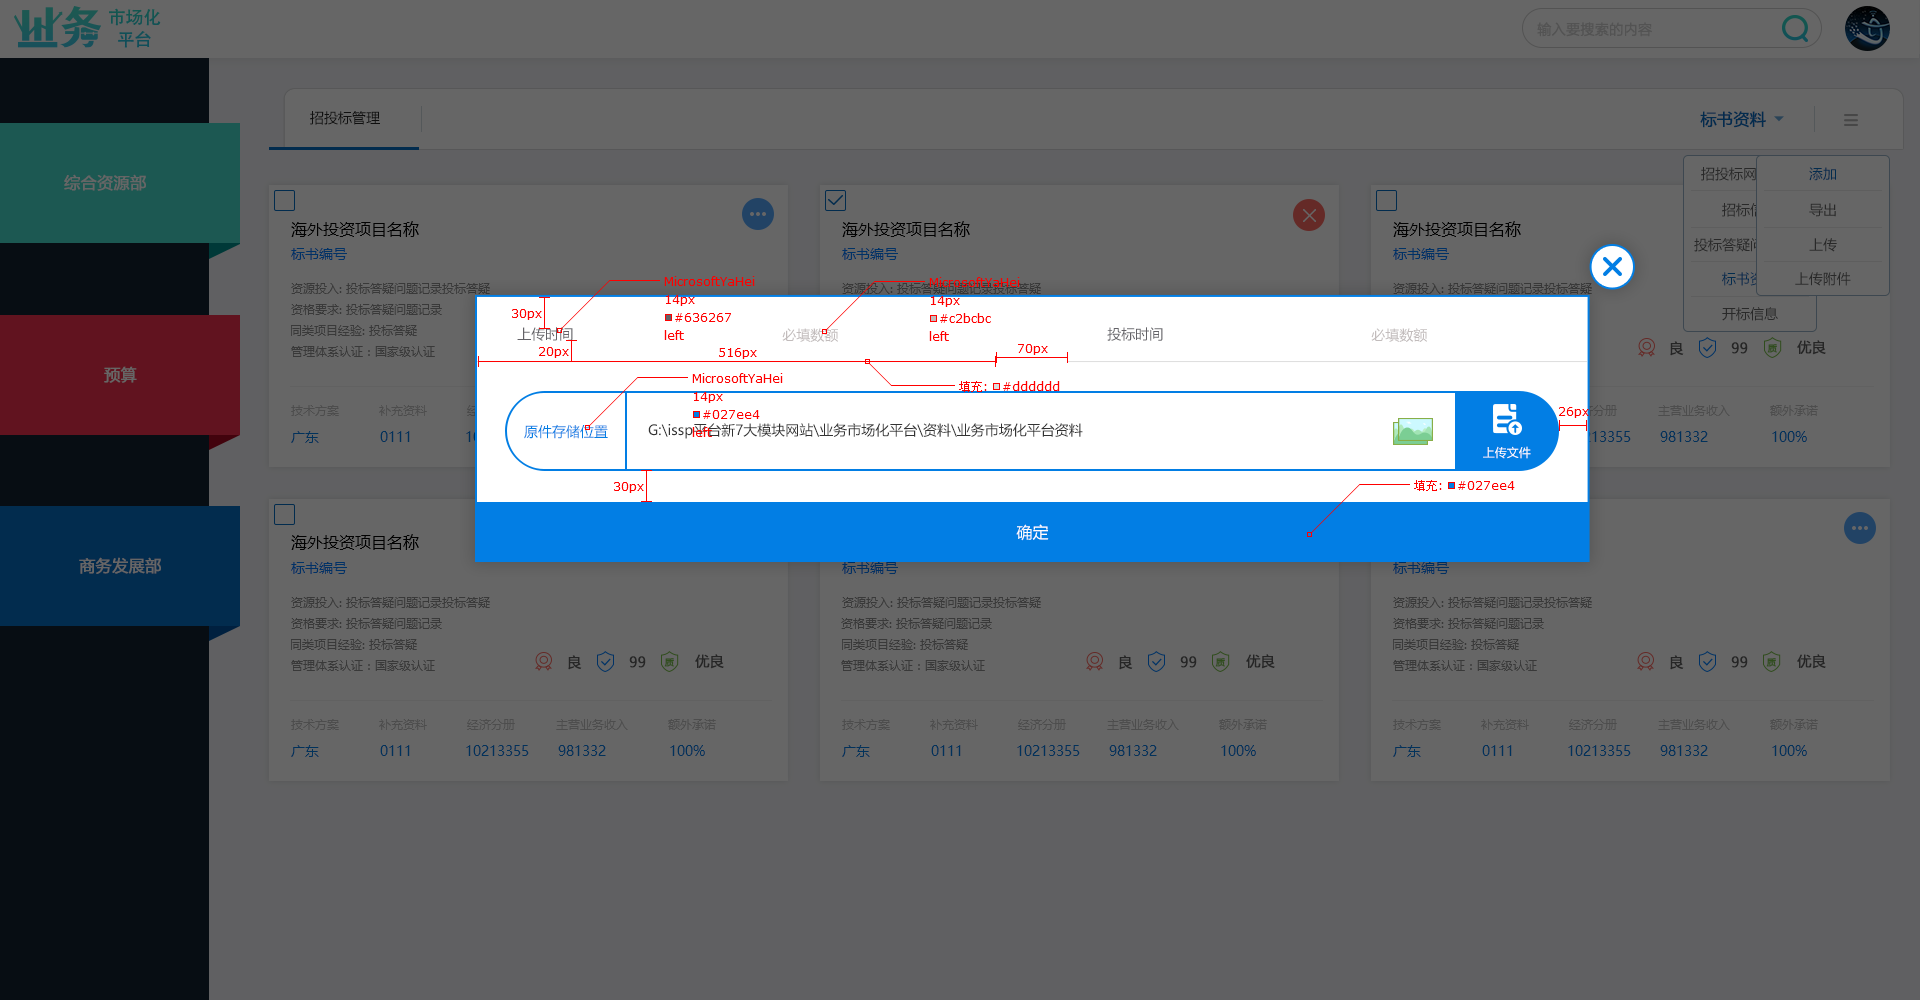 业务 市场化
平台
输入要搜索的内容
招投标管理
标书资料
综合资源部
预算
商务发展部
招投标网
招标信
投标答疑问
标书资
开标信息
添加
导出
上传
上传附件
海外投资项目名称
标书编号
资源投入: 投标答疑问题记录投标答疑
资格要求: 投标答疑问题记录
同类项目经验: 投标答疑
管理体系认证：国家级认证
技术方案 补充资料
广东 0111
海外投资项目名称
标书编号
资源投入: 投标答疑问题记录投标答疑
海外投资项目名称
标书编号
资源投入: 投标答疑问题记录投标答疑
良 99 优良
分册 主营业务收入 额外承诺
213355 981332 100%
MicrosoftYaHei
14px
#636267
left
MicrosoftYaHei
14px
#c2bcbc
left
30px
上传时间
必填数额
投标时间
必填数额
20px
516px
70px
MicrosoftYaHei
14px
#027ee4
left
填充: #dddddd
原件存储位置
G:\issp平台新7大模块网站\业务市场化平台\资料\业务市场化平台资料
上传文件
26px
30px
填充: #027ee4
确定
海外投资项目名称
标书编号
资源投入: 投标答疑问题记录投标答疑
资格要求: 投标答疑问题记录
同类项目经验: 投标答疑
管理体系认证：国家级认证
良 99 优良
技术方案 补充资料 经济分册 主营业务收入 额外承诺
广东 0111 10213355 981332 100%
标书编号
资源投入: 投标答疑问题记录投标答疑
资格要求: 投标答疑问题记录
同类项目经验: 投标答疑
管理体系认证：国家级认证
良 99 优良
技术方案 补充资料 经济分册 主营业务收入 额外承诺
广东 0111 10213355 981332 100%
标书编号
资源投入: 投标答疑问题记录投标答疑
资格要求: 投标答疑问题记录
同类项目经验: 投标答疑
管理体系认证：国家级认证
良 99 优良
技术方案 补充资料 经济分册 主营业务收入 额外承诺
广东 0111 10213355 981332 100%